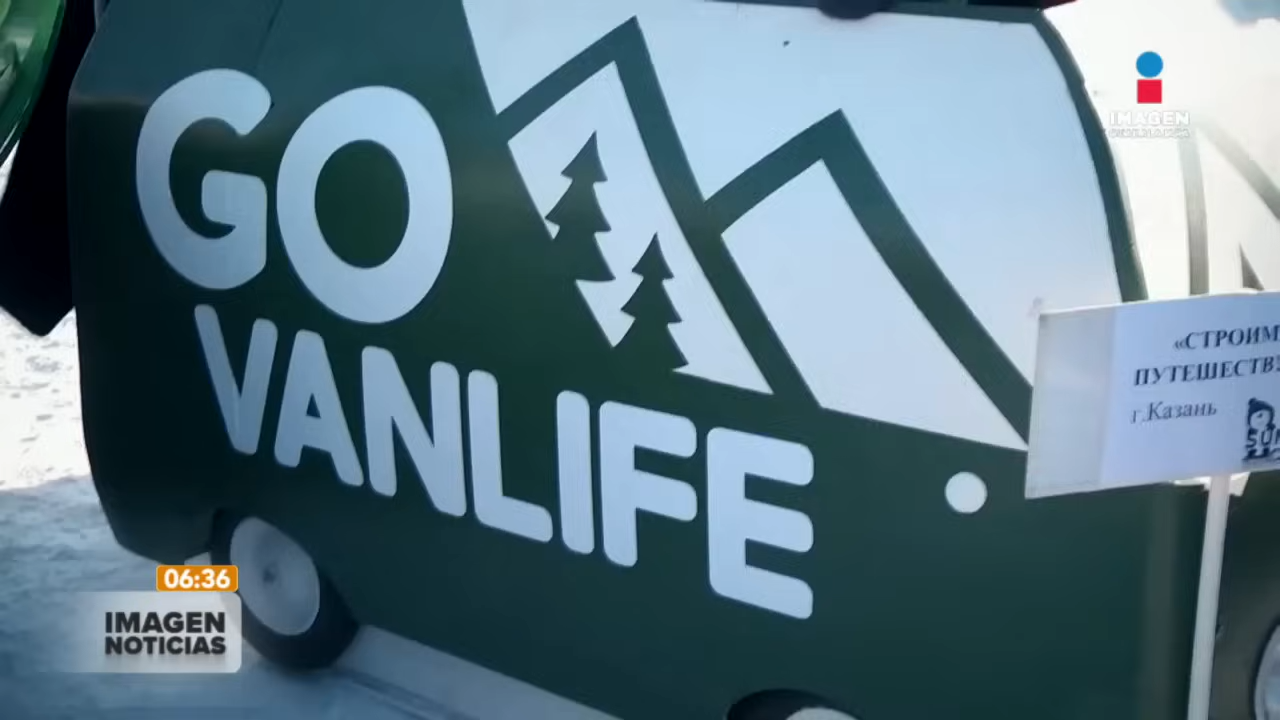 GO
VANLIFE
IMAGEN
«СТРОИМ
ПУТЕШЕСТВ
г.Казань
06:36
IMAGEN
NOTICIAS